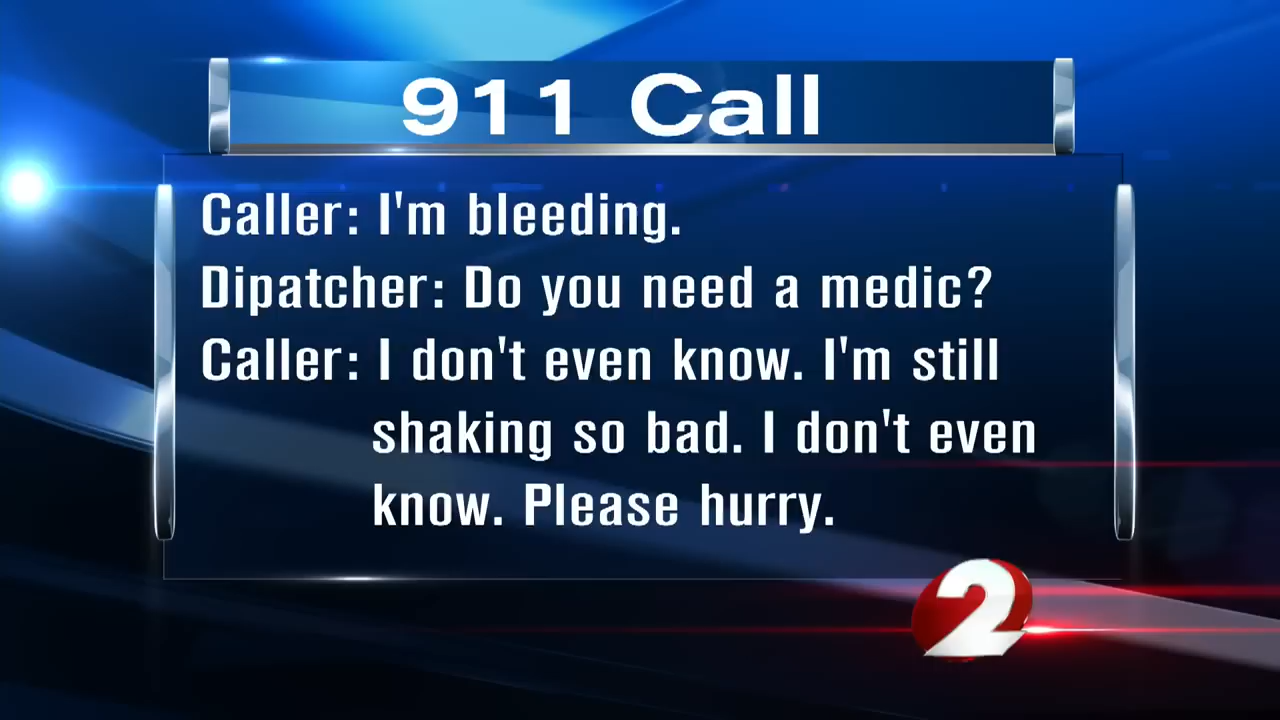 911 Call
Caller: I'm bleeding.
Dipatcher: Do you need a medic?
Caller: I don't even know. I'm still
shaking so bad. I don't even
know. Please hurry.
2